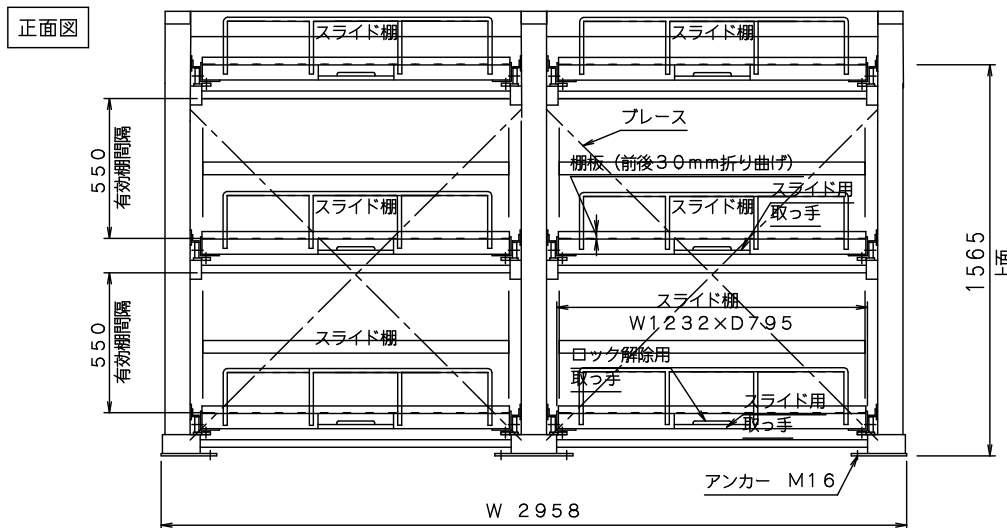 正面図
スライド棚
スライド棚
ブレース
棚板（前後３０ｍｍ折り曲げ）
スライド用
取っ手
スライド棚
スライド棚
550
有効棚間隔
1565
上面
スライド棚
W1232×D795
スライド棚
550
有効棚間隔
ロック解除用
取っ手
スライド用
取っ手
アンカー M16
W 2958